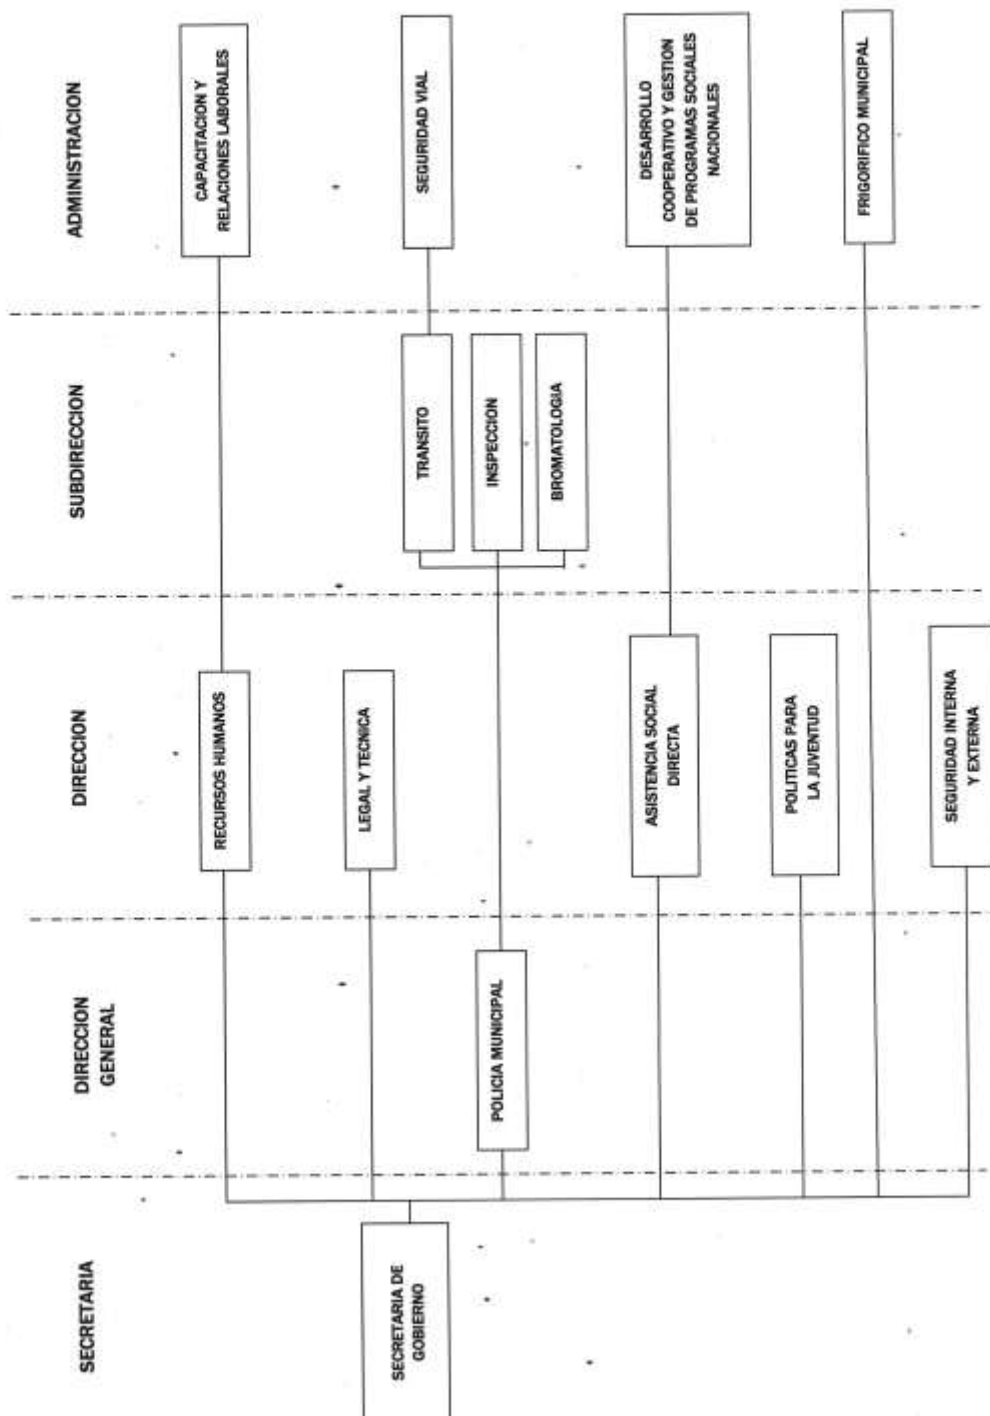 SECRETARIA
DIRECCION
GENERAL
DIRECCION
SUBDIRECCION
ADMINISTRACION
SECRETARIA DE
GOBIERNO
RECURSOS HUMANOS
CAPACITACION Y
RELACIONES LABORALES
LEGAL Y TECNICA
POLICIA MUNICIPAL
TRANSITO
SEGURIDAD VIAL
INSPECCION
BROMATOLOGIA
ASISTENCIA SOCIAL
DIRECTA
DESARROLLO
COOPERATIVO Y GESTION
DE PROGRAMAS SOCIALES
NACIONALES
POLITICAS PARA
LA JUVENTUD
FRIGORIFICO MUNICIPAL
SEGURIDAD INTERNA
Y EXTERNA